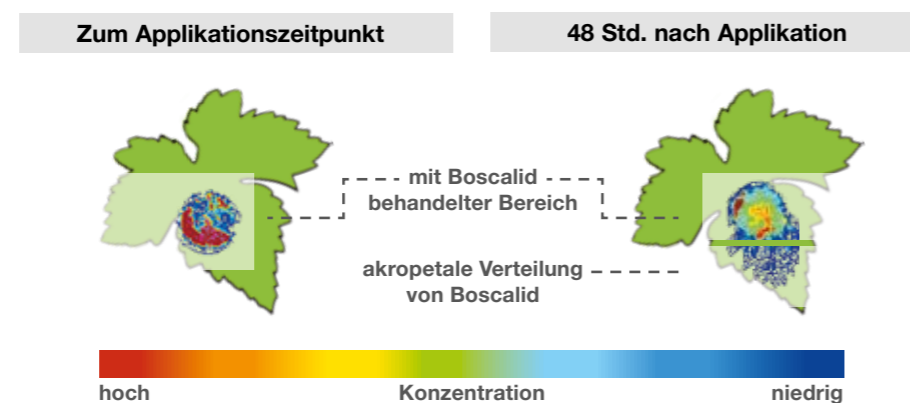 Zum Applikationszeitpunkt
48 Std. nach Applikation
mit Boscalid
behandelter Bereich
akropetale Verteilung
von Boscalid
hoch
Konzentration
niedrig